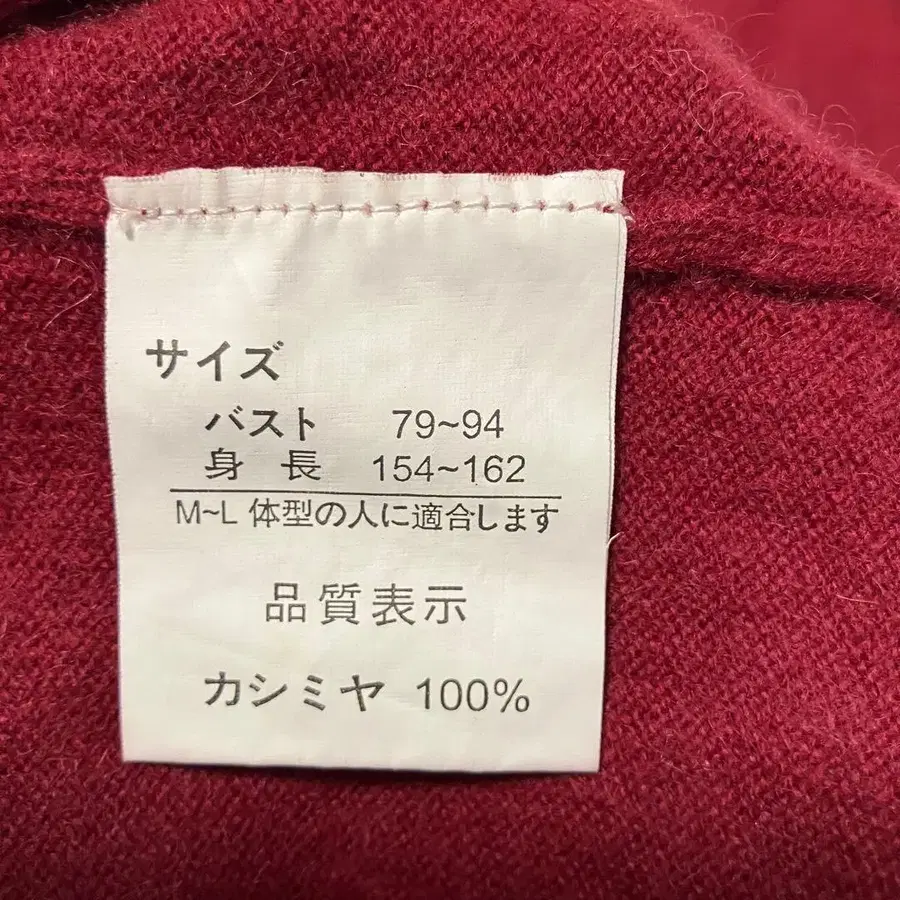 サイズ
バスト 79~94
身長 154~162
M~L 体型の人に適合します
品質表示
カシミヤ 100%